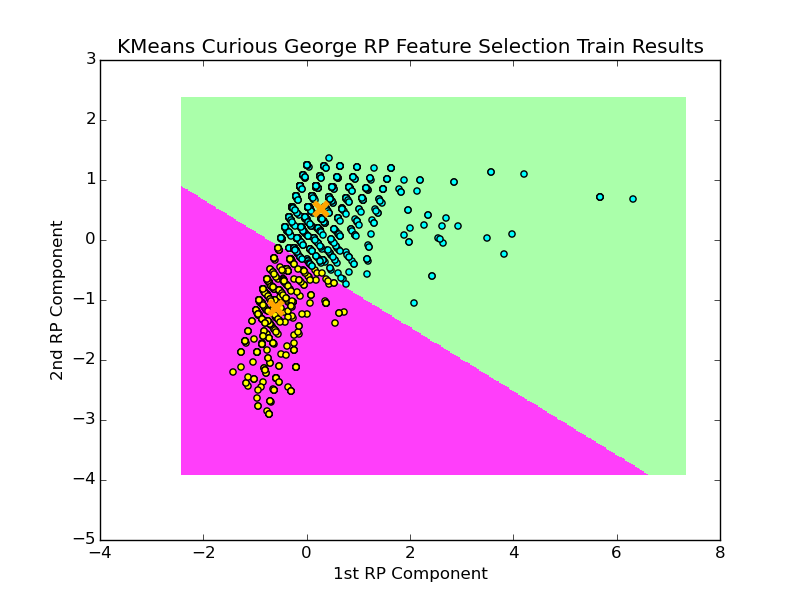 KMeans Curious George RP Feature Selection Train Results
3
2
1
0
−1
−2
−3
−4
−5
2nd RP Component
−4 −2 0 2 4 6 8
1st RP Component